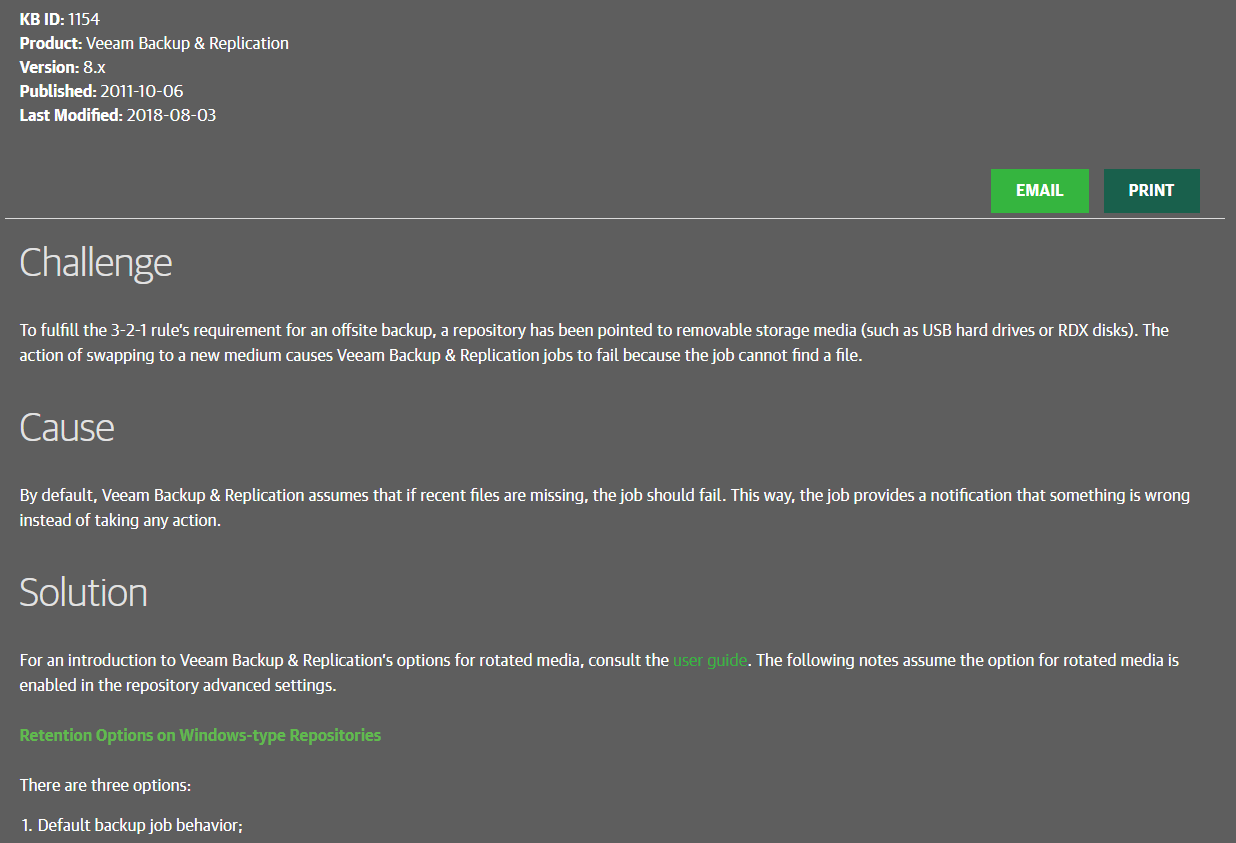 KB ID: 1154
Product: Veeam Backup & Replication
Version: 8.x
Published: 2011-10-06
Last Modified: 2018-08-03
EMAIL PRINT
Challenge
To fulfill the 3-2-1 rule's requirement for an offsite backup, a repository has been pointed to removable storage media (such as USB hard drives or RDX disks). The
action of swapping to a new medium causes Veeam Backup & Replication jobs to fail because the job cannot find a file.
Cause
By default, Veeam Backup & Replication assumes that if recent files are missing, the job should fail. This way, the job provides a notification that something is wrong
instead of taking any action.
Solution
For an introduction to Veeam Backup & Replication's options for rotated media, consult the user guide. The following notes assume the option for rotated media is
enabled in the repository advanced settings.
Retention Options on Windows-type Repositories
There are three options:
1. Default backup job behavior;